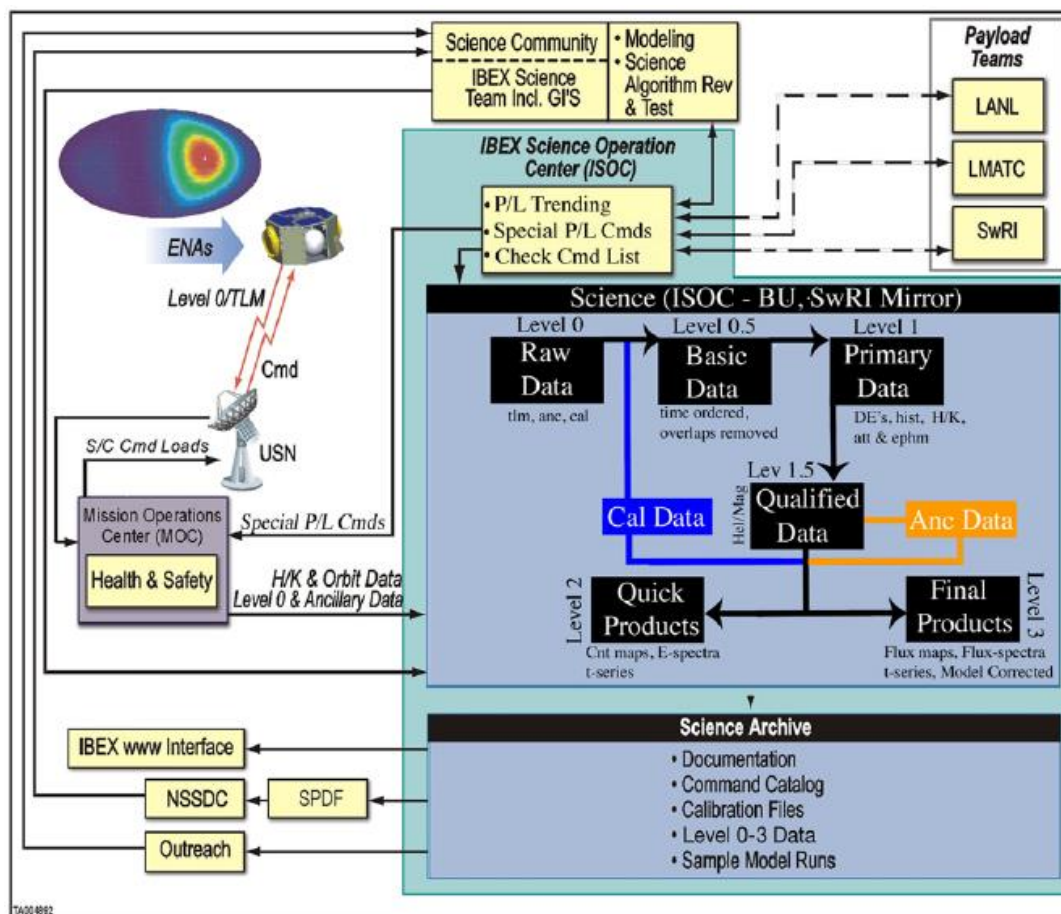 Science Community
IBEX Science
Team Incl. GI'S
• Modeling
• Science
Algorithm Rev
& Test
Payload
Teams
LANL
LMATC
SwRI
IBEX Science Operation
Center (ISOC)
• P/L Trending
• Special P/L Cmds
• Check Cmd List
ENAs
Level 0/TLM
Cmd
USN
S/C Cmd Loads
Mission Operations
Center (MOC)
Health & Safety
Special P/L Cmds
H/K & Orbit Data
Level 0 & Ancillary Data
Science (ISOC - BU, SwRI Mirror)
Level 0
Raw
Data
tlm, anc, cal
Level 0.5
Basic
Data
time ordered,
overlaps removed
Level 1
Primary
Data
DE's, hist, H/K,
att & ephm
Lev 1.5
Hel/Mag
Qualified
Data
Cal Data
Anc Data
Level 2
Quick
Products
Cnt maps, E-spectra
t-series
Final
Products
Level 3
Flux maps, Flux-spectra
t-series, Model Corrected
Science Archive
• Documentation
• Command Catalog
• Calibration Files
• Level 0-3 Data
• Sample Model Runs
IBEX www Interface
NSSDC
SPDF
Outreach
TA004892